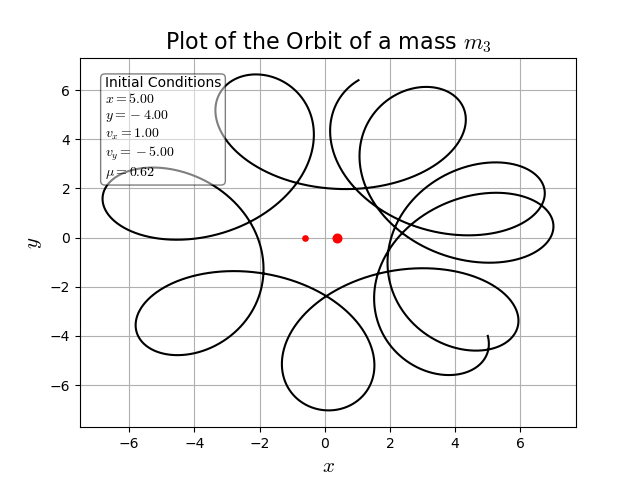 Plot of the Orbit of a mass m₃
Initial Conditions
x = 5.00
y = − 4.00
vₓ = 1.00
v_y = − 5.00
μ = 0.62
6
4
2
0
−2
−4
−6
y
−6
−4
−2
0
2
4
6
x